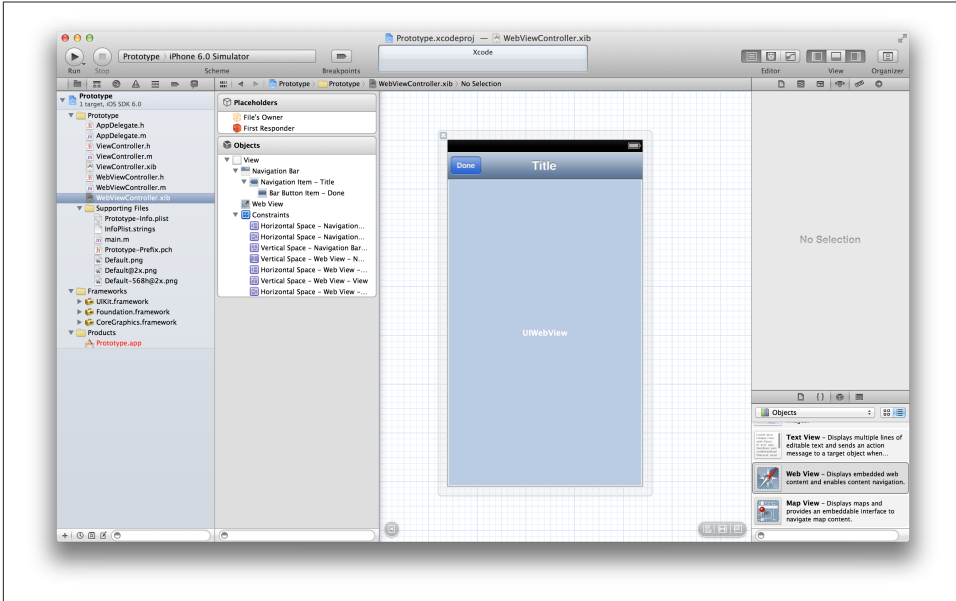 Prototype.xcodeproj — WebViewController.xib
Xcode
Prototype iPhone 6.0 Simulator
Run Stop Scheme Breakpoints Editor View Organizer
Prototype Prototype WebViewController.xib No Selection
Prototype
1 target, iOS SDK 6.0
Prototype
AppDelegate.h
AppDelegate.m
ViewController.h
ViewController.m
ViewController.xib
WebViewController.h
WebViewController.m
WebViewController.xib
Supporting Files
Prototype-Info.plist
InfoPlist.strings
main.m
Prototype-Prefix.pch
Default.png
Default@2x.png
Default-568h@2x.png
Frameworks
UIKit.framework
Foundation.framework
CoreGraphics.framework
Products
Prototype.app
Placeholders
File's Owner
First Responder
Objects
View
Navigation Bar
Navigation Item – Title
Bar Button Item – Done
Web View
Constraints
Horizontal Space – Navigation...
Horizontal Space – Navigation...
Vertical Space – Navigation Bar...
Vertical Space – Web View – N...
Horizontal Space – Web View –...
Vertical Space – Web View – View
Horizontal Space – Web View –...
Done
Title
UIWebView
No Selection
Objects
Text View – Displays multiple lines of
editable text and sends an action
message to a target object when...
Web View – Displays embedded web
content and enables content navigation.
Map View – Displays maps and
provides an embeddable interface to
navigate map content.